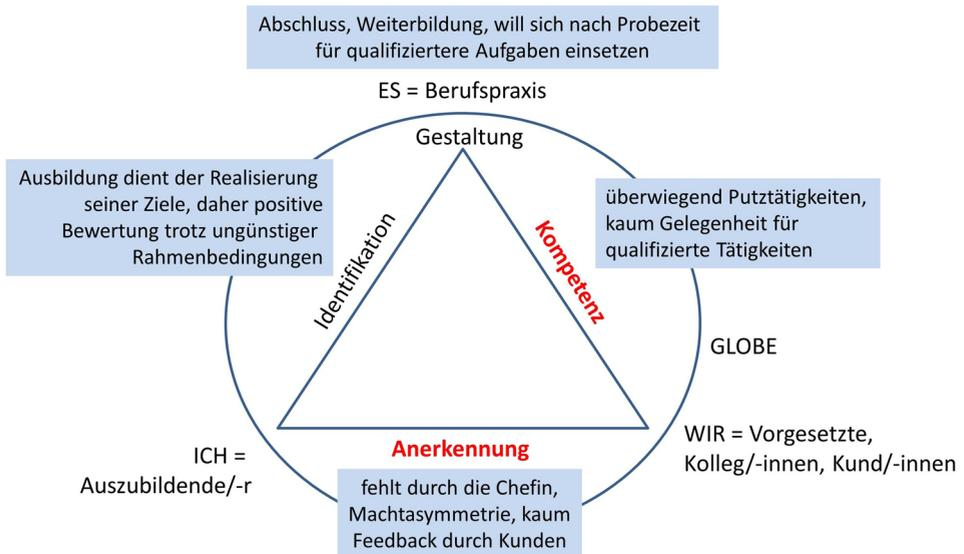 Abschluss, Weiterbildung, will sich nach Probezeit
für qualifiziertere Aufgaben einsetzen
ES = Berufspraxis
Gestaltung
Ausbildung dient der Realisierung
seiner Ziele, daher positive
Bewertung trotz ungünstiger
Rahmenbedingungen
Identifikation
Kompetenz
überwiegend Putztätigkeiten,
kaum Gelegenheit für
qualifizierte Tätigkeiten
GLOBE
Anerkennung
ICH =
Auszubildende/-r
WIR = Vorgesetzte,
Kolleg/-innen, Kund/-innen
fehlt durch die Chefin,
Machtasymmetrie, kaum
Feedback durch Kunden